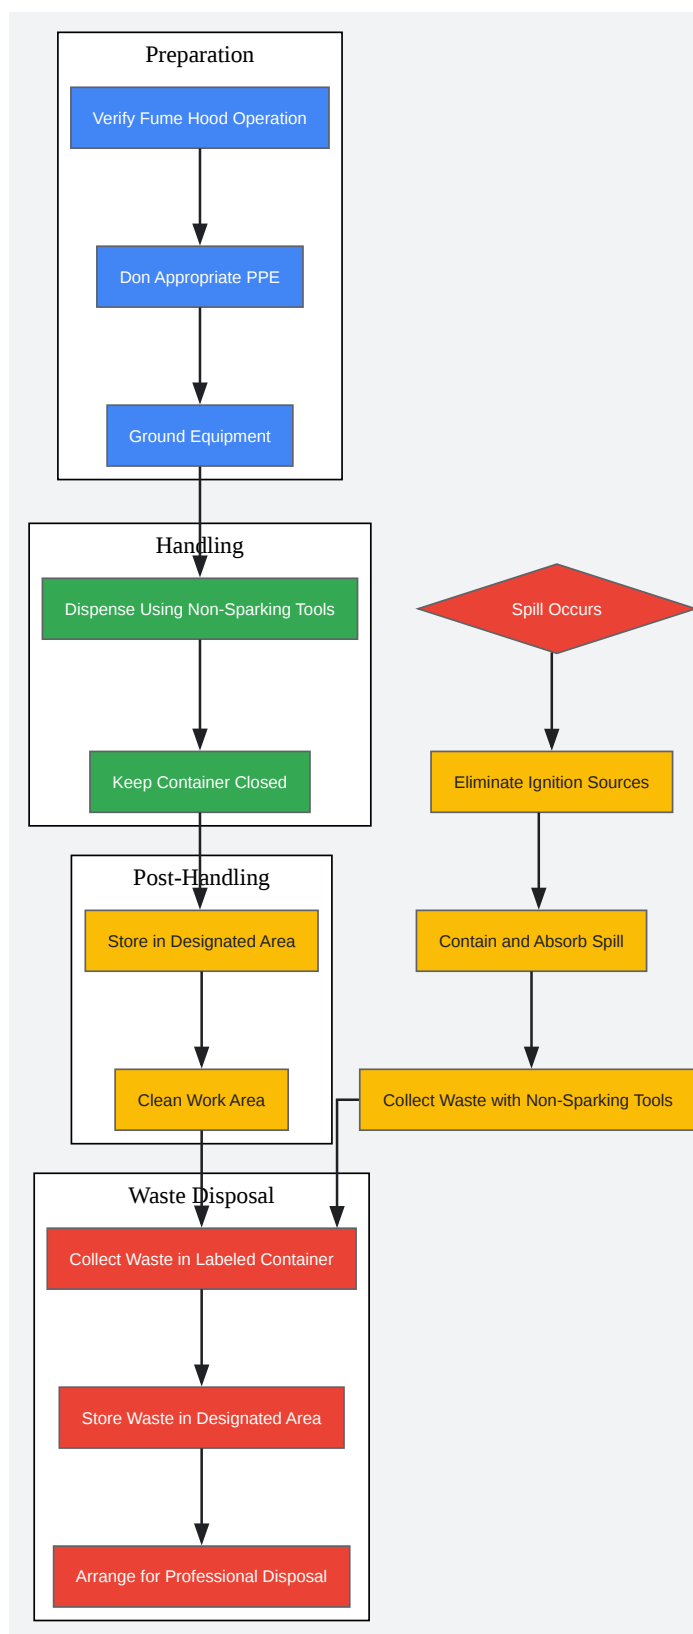 Preparation
Verify Fume Hood Operation
Don Appropriate PPE
Ground Equipment
Handling
Dispense Using Non-Sparking Tools
Keep Container Closed
Post-Handling
Store in Designated Area
Clean Work Area
Spill Occurs
Eliminate Ignition Sources
Contain and Absorb Spill
Collect Waste with Non-Sparking Tools
Waste Disposal
Collect Waste in Labeled Container
Store Waste in Designated Area
Arrange for Professional Disposal